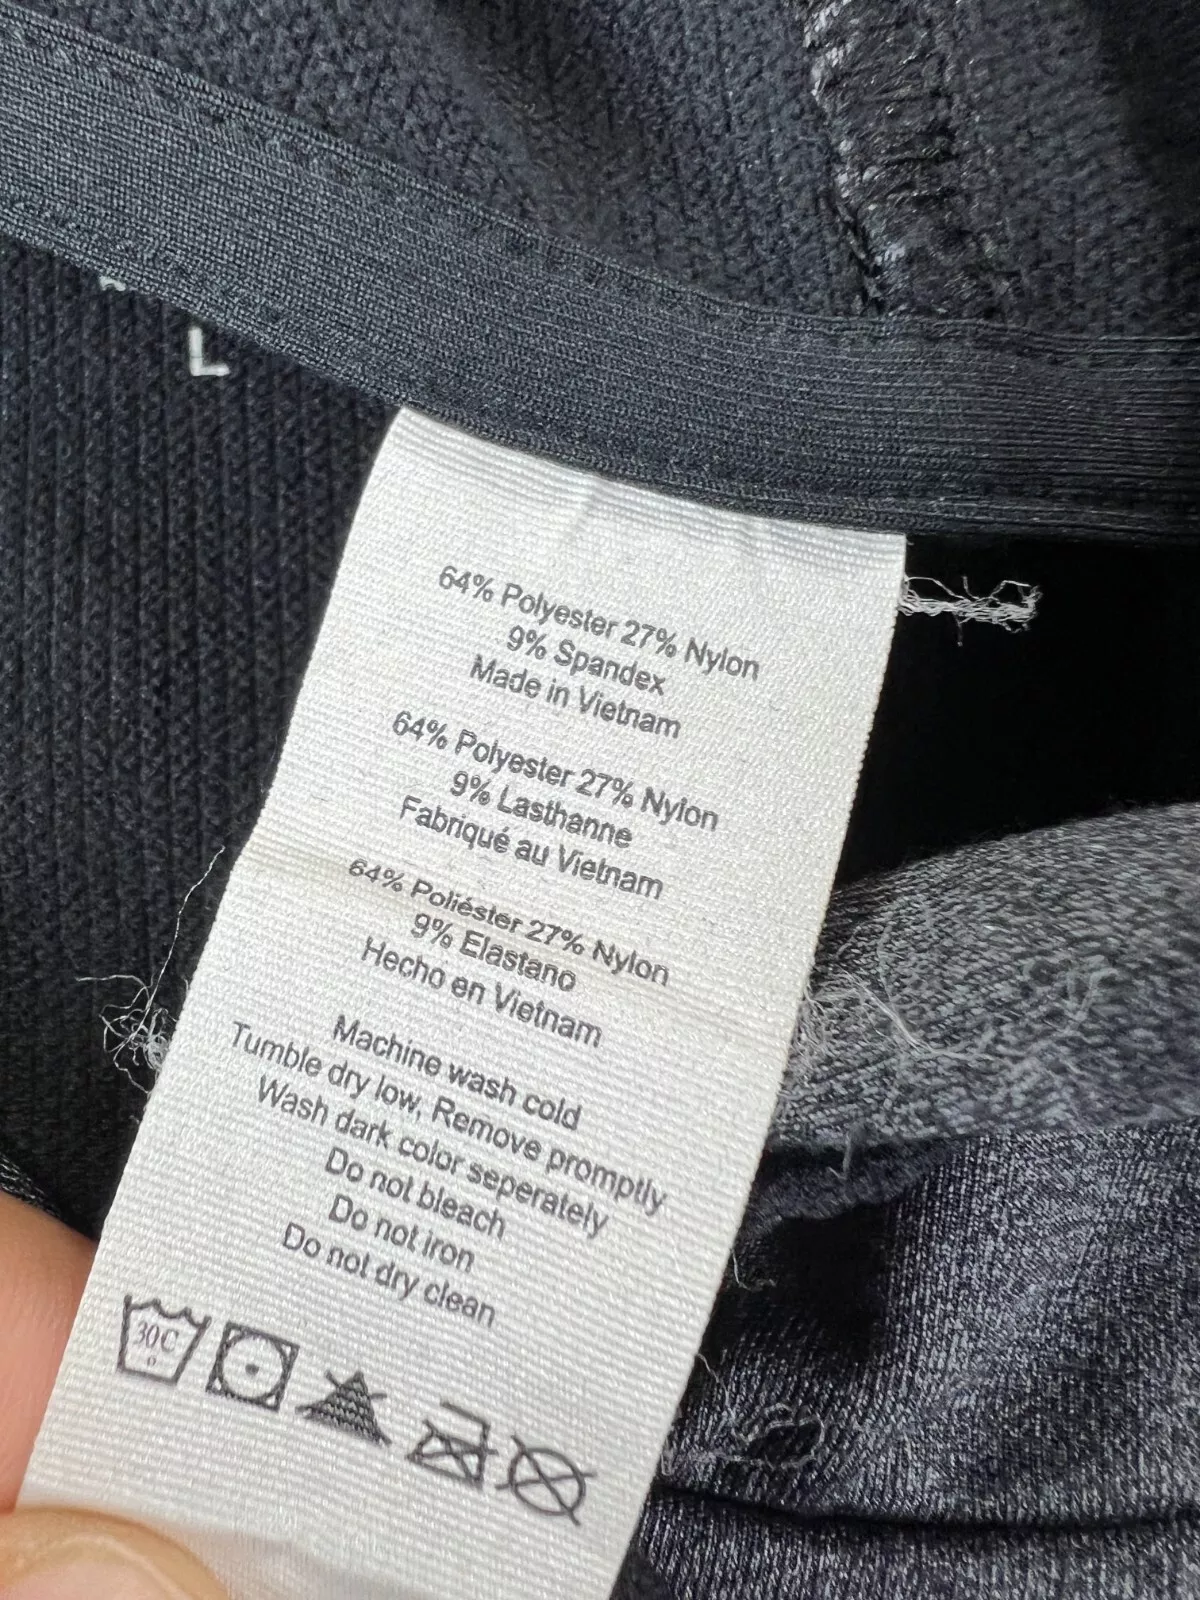 L
64% Polyester 27% Nylon
9% Spandex
Made in Vietnam
64% Polyester 27% Nylon
9% Lasthanne
Fabriqué au Vietnam
64% Poliéster 27% Nylon
9% Elastano
Hecho en Vietnam
Machine wash cold
Tumble dry low, Remove promptly
Wash dark color seperately
Do not bleach
Do not iron
Do not dry clean
30C